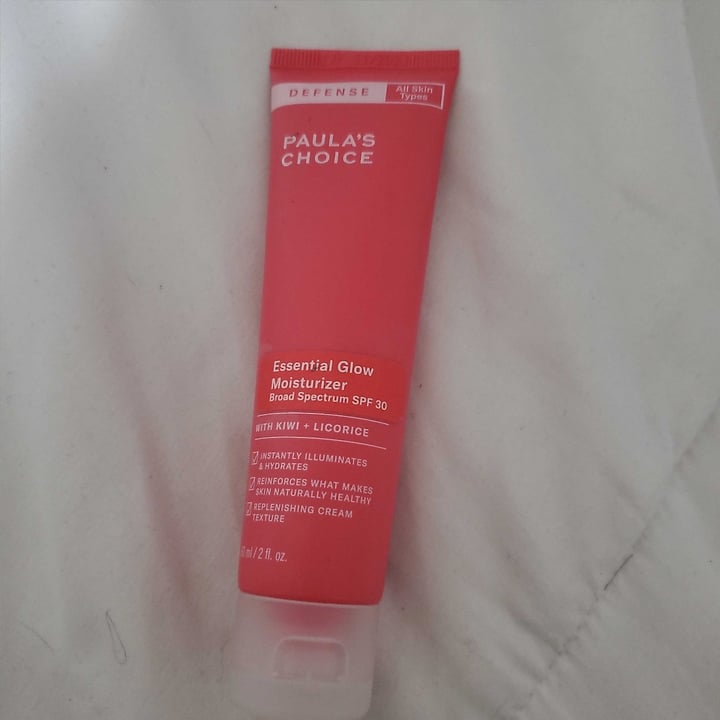 DEFENSE
All Skin
Types
PAULA'S
CHOICE
Essential Glow
Moisturizer
Broad Spectrum SPF 30
WITH KIWI + LICORICE
INSTANTLY ILLUMINATES
& HYDRATES
REINFORCES WHAT MAKES
SKIN NATURALLY HEALTHY
REPLENISHING CREAM
TEXTURE
ml / 2 fl. oz.